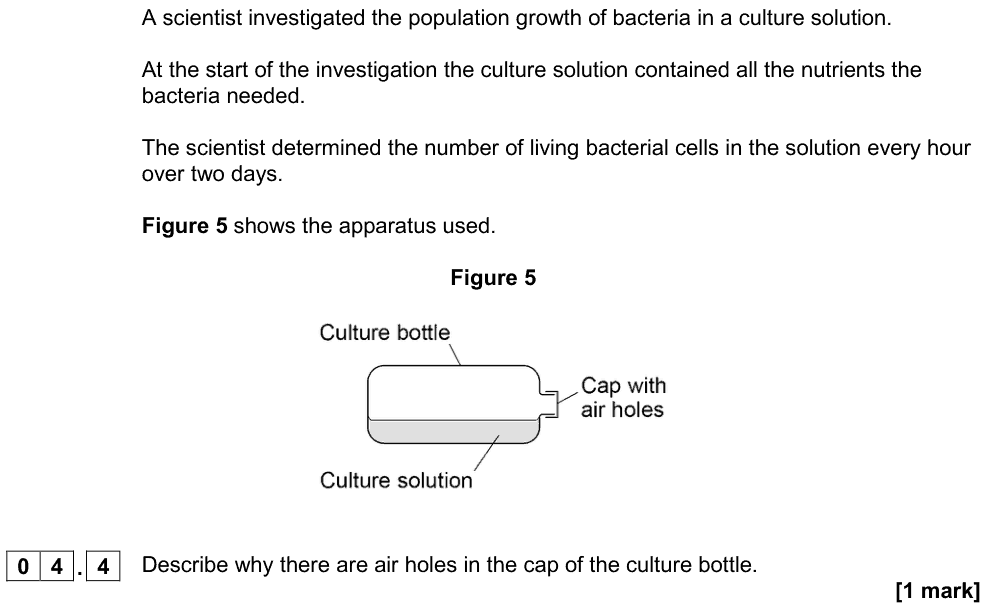 A scientist investigated the population growth of bacteria in a culture solution.
At the start of the investigation the culture solution contained all the nutrients the
bacteria needed.
The scientist determined the number of living bacterial cells in the solution every hour
over two days.
Figure 5 shows the apparatus used.
Figure 5
Culture bottle
Cap with
air holes
Culture solution
0 4 . 4 Describe why there are air holes in the cap of the culture bottle.
[1 mark]